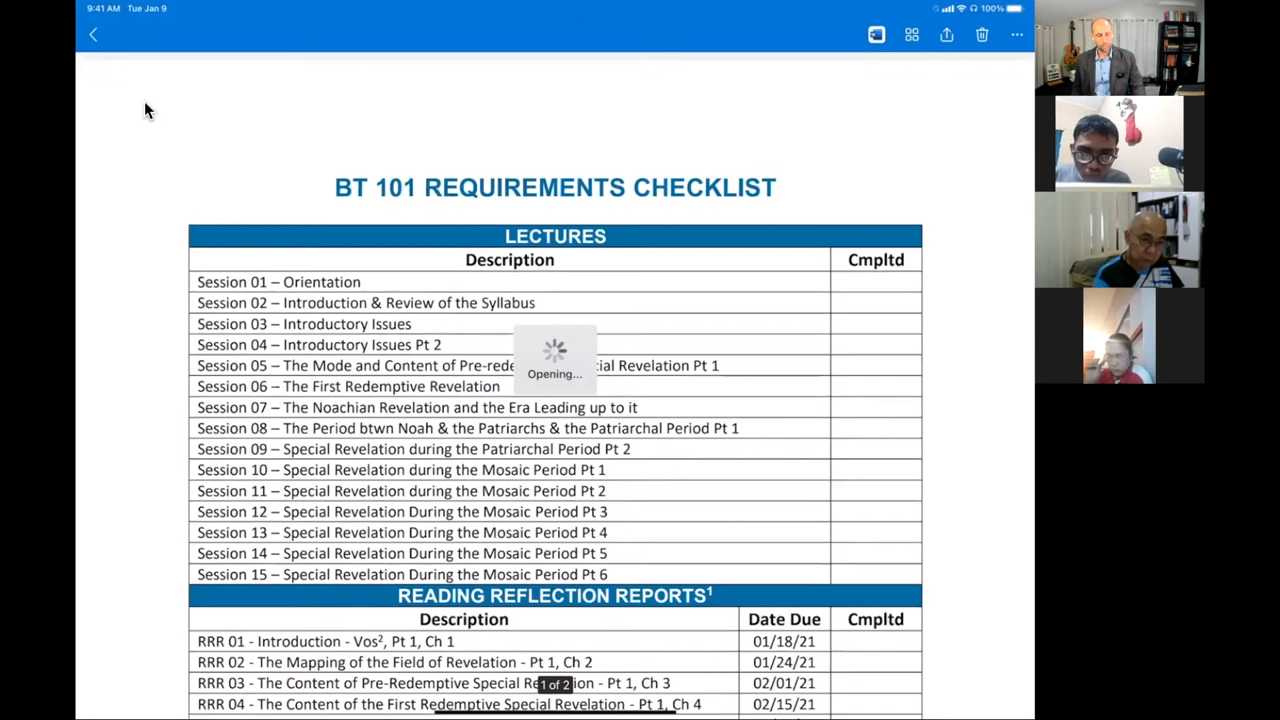 9:41 AM Tue Jan 9
100%
BT 101 REQUIREMENTS CHECKLIST
LECTURES
Description Cmpltd
Session 01 – Orientation
Session 02 – Introduction & Review of the Syllabus
Session 03 – Introductory Issues
Session 04 – Introductory Issues Pt 2
Session 05 – The Mode and Content of Revelation Pt 1
Opening...
Session 06 – The First Redemptive Revelation
Session 07 – The Noachian Revelation and the Era Leading up to it
Session 08 – The Period btwn Noah & the Patriarchs & the Patriarchal Period Pt 1
Session 09 – Special Revelation during the Patriarchal Period Pt 2
Session 10 – Special Revelation during the Mosaic Period Pt 1
Session 11 – Special Revelation during the Mosaic Period Pt 2
Session 12 – Special Revelation During the Mosaic Period Pt 3
Session 13 – Special Revelation During the Mosaic Period Pt 4
Session 14 – Special Revelation During the Mosaic Period Pt 5
Session 15 – Special Revelation During the Mosaic Period Pt 6
READING REFLECTION REPORTS¹
Description Date Due Cmpltd
RRR 01 - Introduction - Vos², Pt 1, Ch 1 01/18/21
RRR 02 - The Mapping of the Field of Revelation - Pt 1, Ch 2 01/24/21
RRR 03 - The Content of Pre-Redemptive Special - Pt 1, Ch 3 02/01/21
1 of 2
RRR 04 - The Content of the First Redemptive Special Revelation - Pt 1, Ch 4 02/15/21